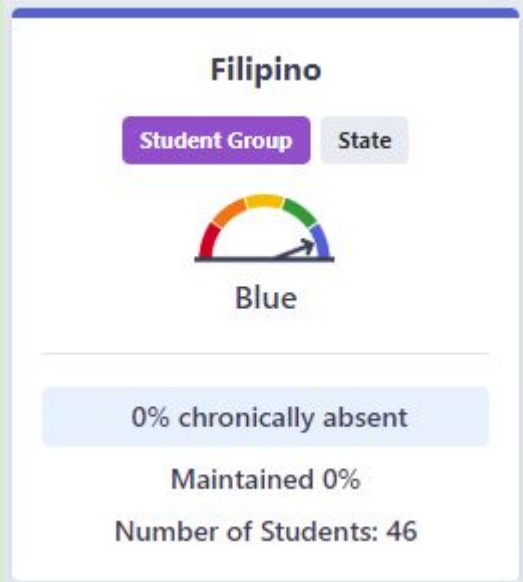 Filipino
Student Group State
Blue
0% chronically absent
Maintained 0%
Number of Students: 46